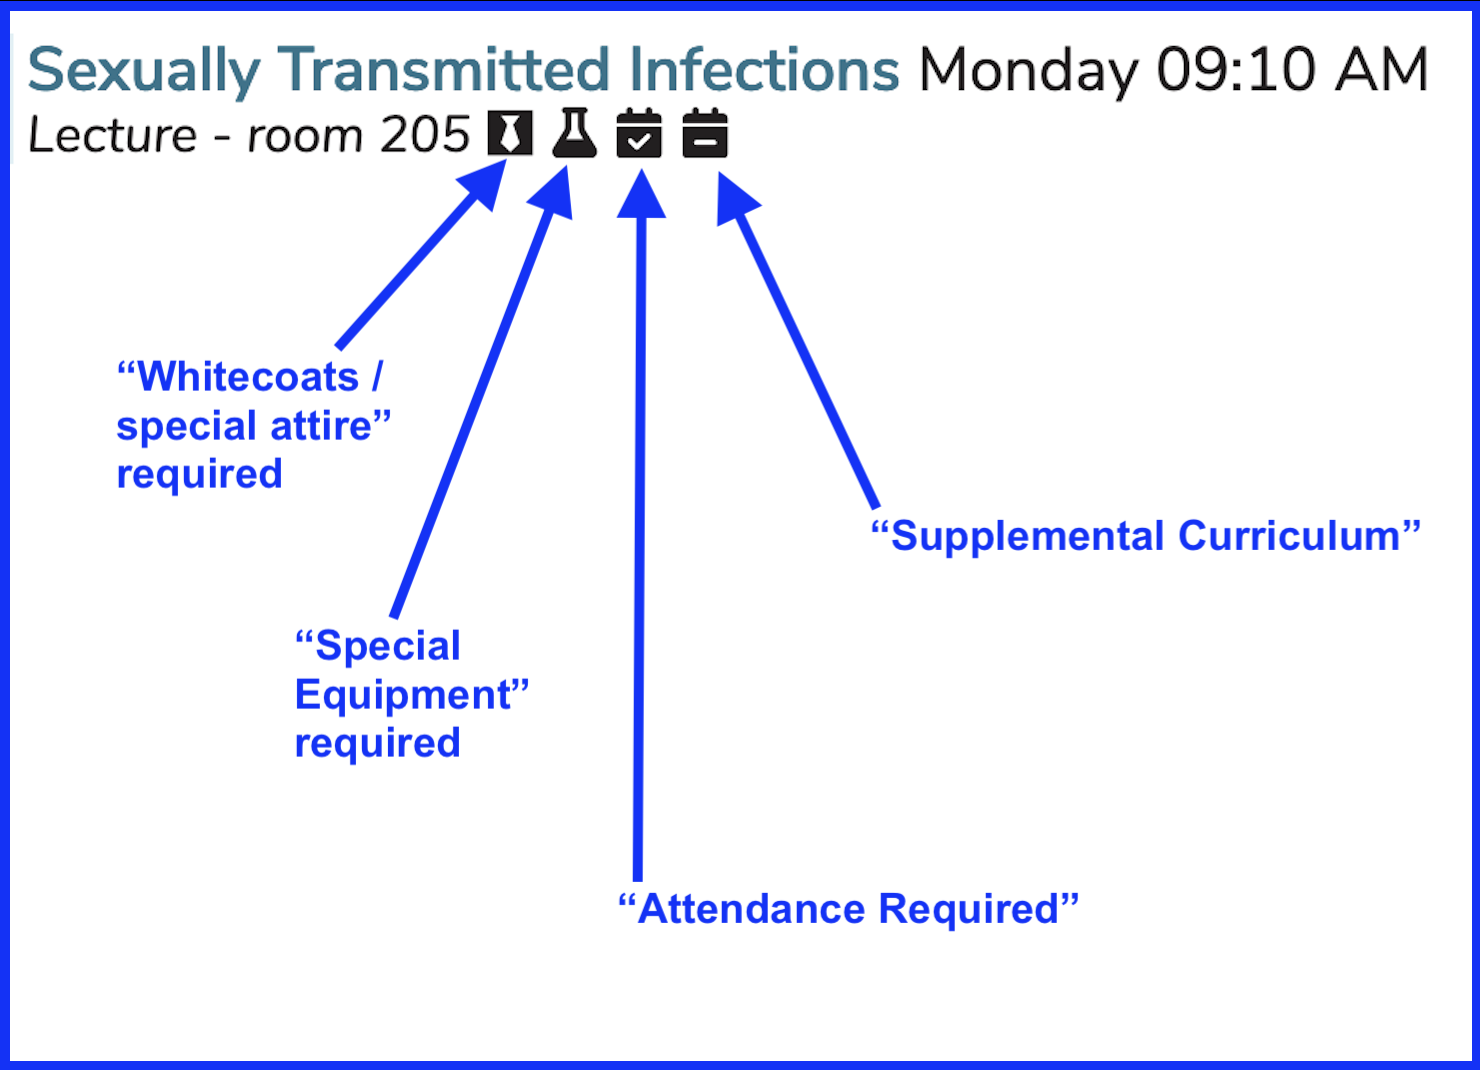 Sexually Transmitted Infections Monday 09:10 AM
Lecture - room 205
“Whitecoats /
special attire”
required
“Supplemental Curriculum”
“Special
Equipment”
required
“Attendance Required”